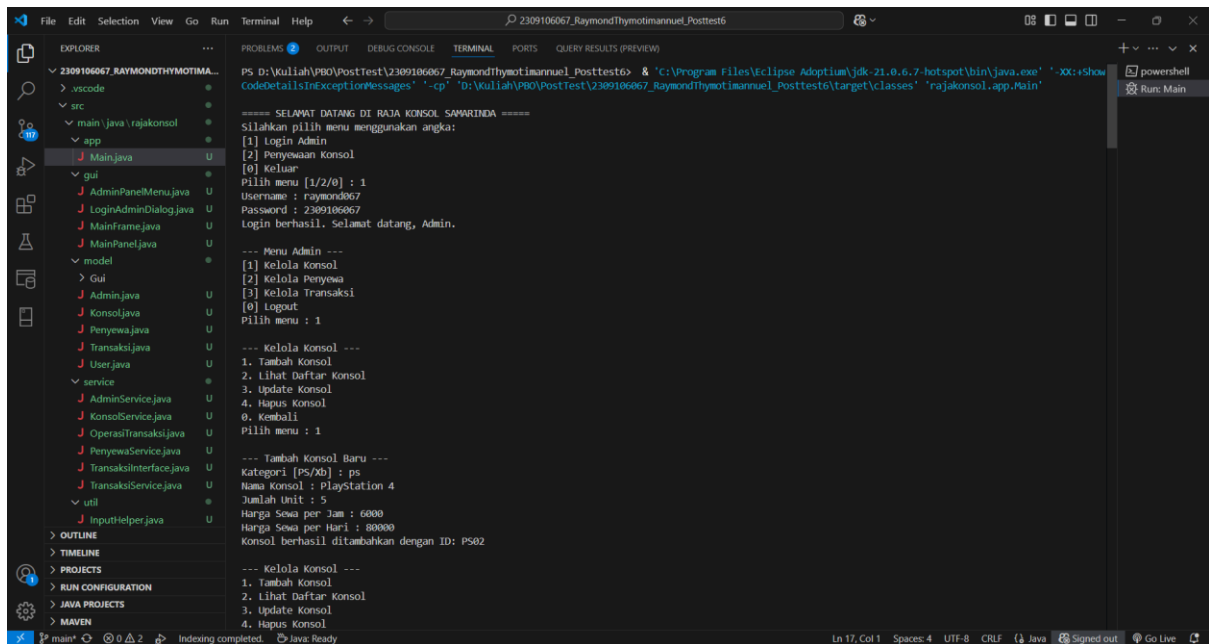 File Edit Selection View Go Run Terminal Help
2309106067_RaymondThymotimannuel_Posttest6
EXPLORER
2309106067_RAYMONDTHYMOTIMA...
.vscode
src
main\java\rajakonsol
app
Main.java U
gui
AdminPanelMenu.java U
LoginAdminDialog.java U
MainFrame.java U
MainPanel.java U
model
Gui
Admin.java U
Konsol.java U
Penyewa.java U
Transaksi.java U
User.java U
service
AdminService.java U
KonsolService.java U
OperasiTransaksi.java U
PenyewaService.java U
TransaksiInterface.java U
TransaksiService.java U
util
InputHelper.java U
OUTLINE
TIMELINE
PROJECTS
RUN CONFIGURATION
JAVA PROJECTS
MAVEN
117
1
PROBLEMS 2 OUTPUT DEBUG CONSOLE TERMINAL PORTS QUERY RESULTS (PREVIEW)
PS D:\Kuliah\PBO\PostTest\2309106067_RaymondThymotimannuel_Posttest6> & 'C:\Program Files\Eclipse Adoptium\jdk-21.0.6.7-hotspot\bin\java.exe' '-XX:+Show
CodeDetailsInExceptionMessages' '-cp' 'D:\Kuliah\PBO\PostTest\2309106067_RaymondThymotimannuel_Posttest6\target\classes' 'rajakonsol.app.Main'
===== SELAMAT DATANG DI RAJA KONSOL SAMARINDA =====
Silahkan pilih menu menggunakan angka:
[1] Login Admin
[2] Penyewaan Konsol
[0] Keluar
Pilih menu [1/2/0] : 1
Username : raymond067
Password : 2309106067
Login berhasil. Selamat datang, Admin.
--- Menu Admin ---
[1] Kelola Konsol
[2] Kelola Penyewa
[3] Kelola Transaksi
[0] Logout
Pilih menu : 1
--- Kelola Konsol ---
1. Tambah Konsol
2. Lihat Daftar Konsol
3. Update Konsol
4. Hapus Konsol
0. Kembali
Pilih menu : 1
--- Tambah Konsol Baru ---
Kategori [PS/Xb] : ps
Nama Konsol : PlayStation 4
Jumlah Unit : 5
Harga Sewa per Jam : 6000
Harga Sewa per Hari : 80000
Konsol berhasil ditambahkan dengan ID: PS02
--- Kelola Konsol ---
1. Tambah Konsol
2. Lihat Daftar Konsol
3. Update Konsol
4. Hapus Konsol
powershell
Run: Main
main* 0 2 Indexing completed. Java: Ready
Ln 17, Col 1 Spaces: 4 UTF-8 CRLF {} Java Signed out Go Live